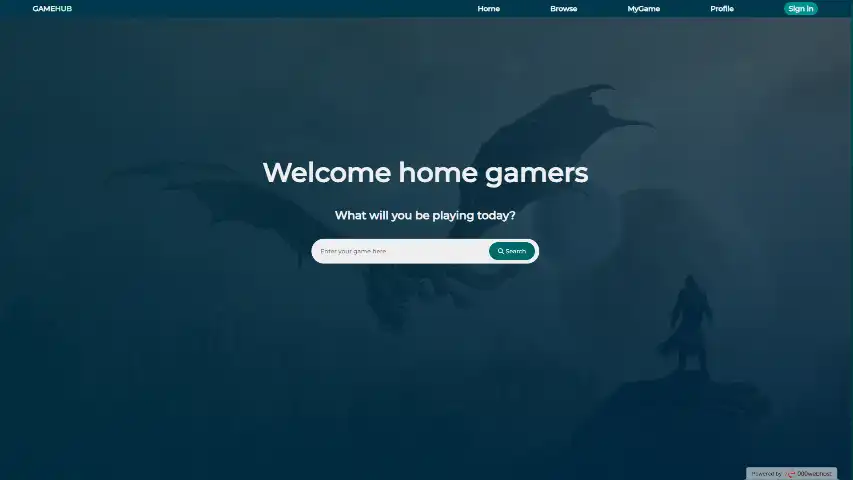 GAMEHUB
Home
Browse
MyGame
Profile
Sign in
Welcome home gamers
What will you be playing today?
Enter your game here
Search
Powered by 000webhost